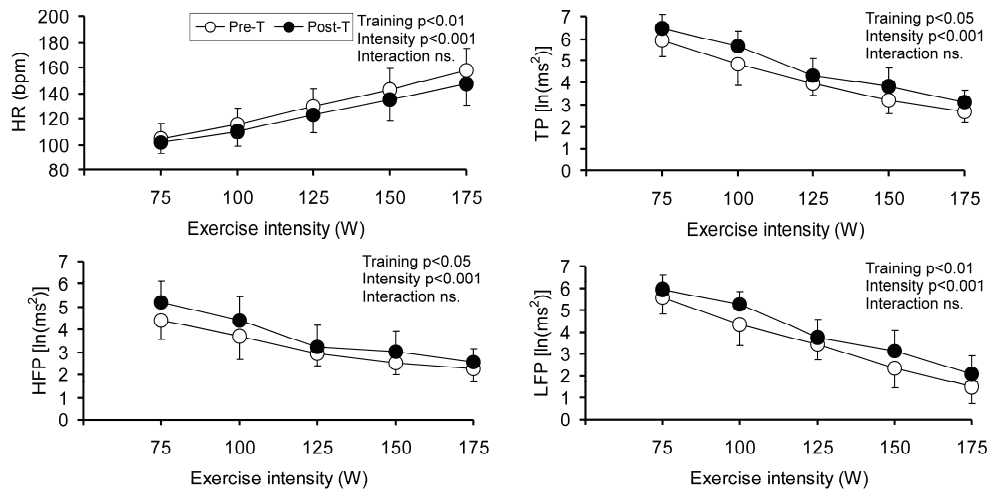 200
180
160
140
120
100
80
HR (bpm)
Pre-T Post-T
Training p<0.01
Intensity p<0.001
Interaction ns.
75 100 125 150 175
Exercise intensity (W)
7
6
5
4
3
2
1
0
TP [ln(ms²)]
Training p<0.05
Intensity p<0.001
Interaction ns.
75 100 125 150 175
Exercise intensity (W)
7
6
5
4
3
2
1
0
HFP [ln(ms²)]
Training p<0.05
Intensity p<0.001
Interaction ns.
75 100 125 150 175
Exercise intensity (W)
7
6
5
4
3
2
1
0
LFP [ln(ms²)]
Training p<0.01
Intensity p<0.001
Interaction ns.
75 100 125 150 175
Exercise intensity (W)